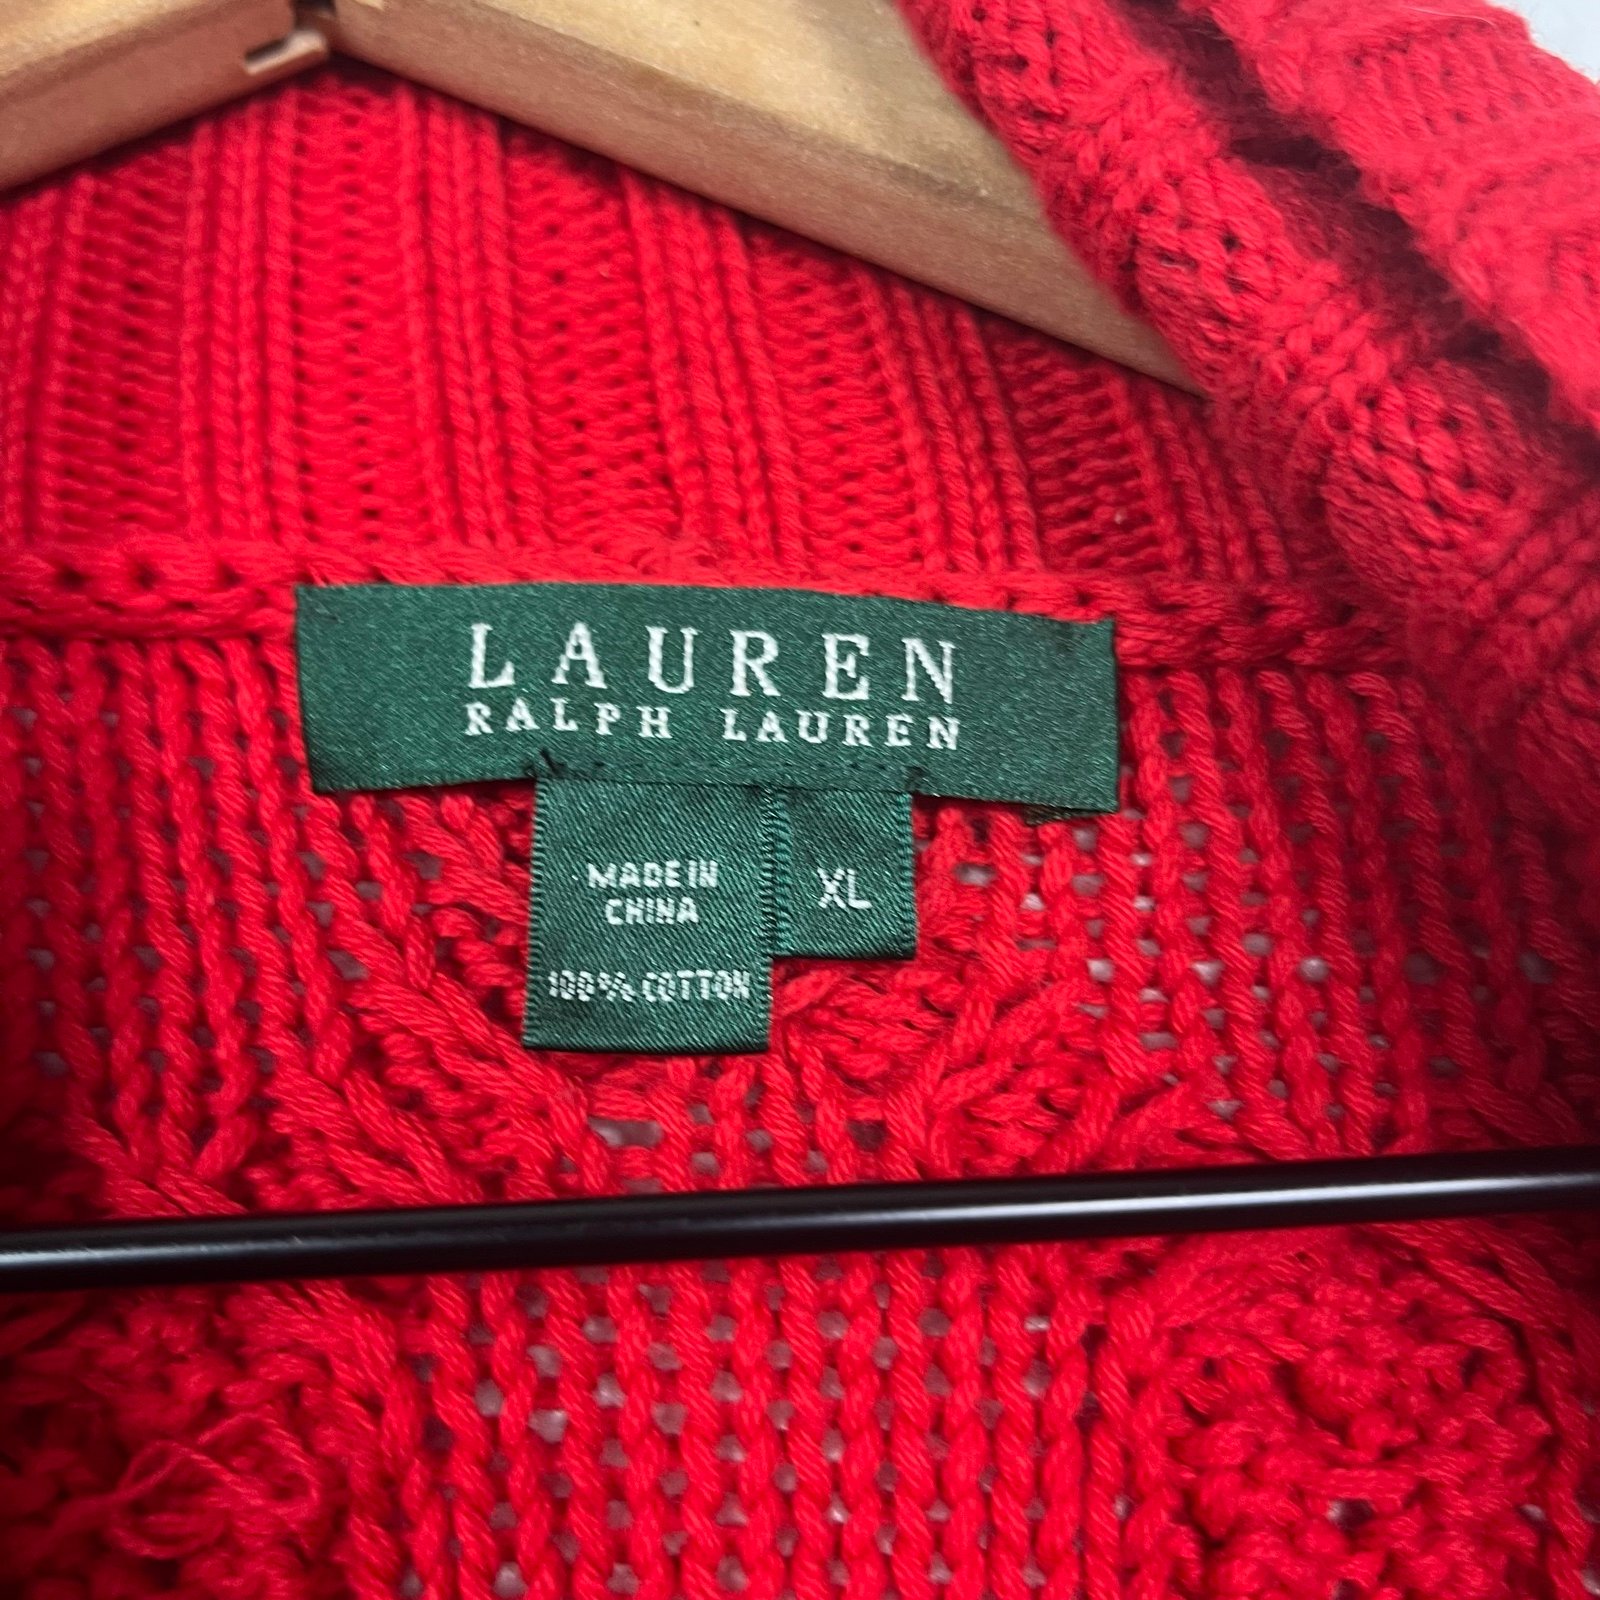 LAUREN
RALPH LAUREN
MADE IN
CHINA
100% COTTON
XL